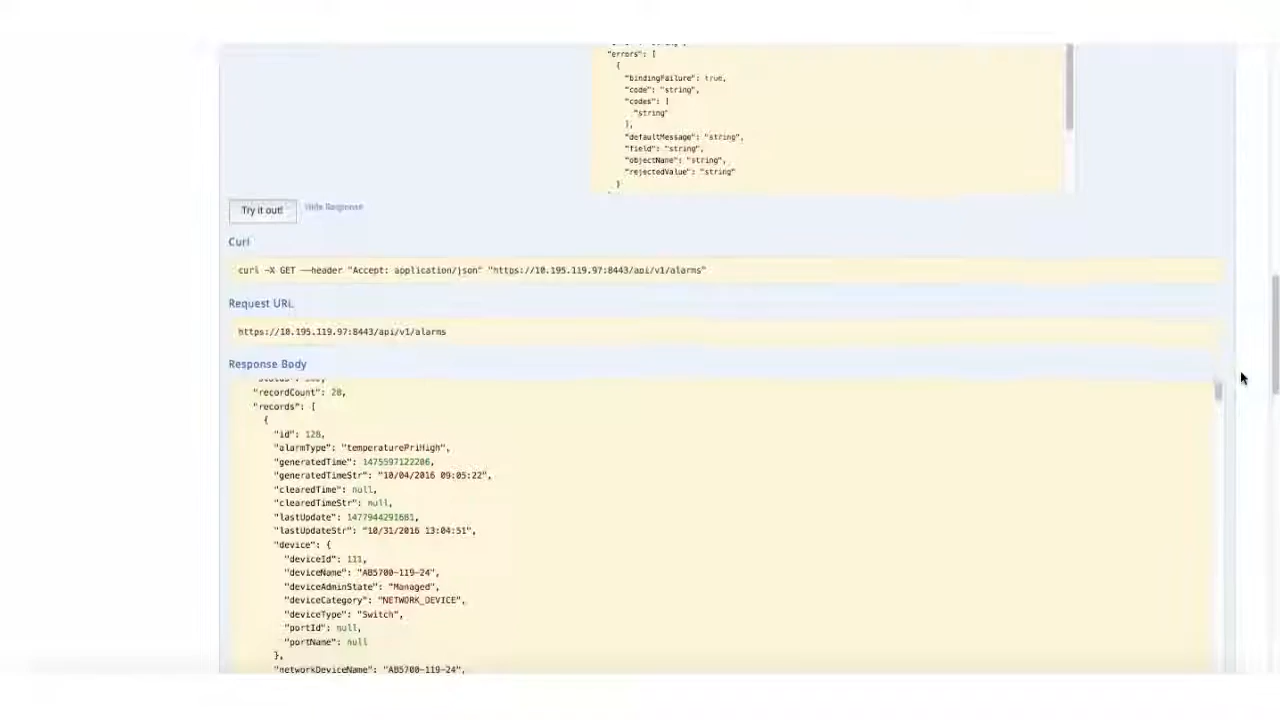 "errors": [
{
"bindingFailure": true,
"code": "string",
"codes": [
"string"
],
"defaultMessage": "string",
"field": "string",
"objectName": "string",
"rejectedValue": "string"
}
Try it out! Hide Response
Curl
curl -X GET --header "Accept: application/json" "https://10.195.119.97:8443/api/v1/alarms"
Request URL
https://10.195.119.97:8443/api/v1/alarms
Response Body
"recordCount": 20,
"records": [
{
"id": 128,
"alarmType": "temperaturePriHigh",
"generatedTime": 1475597122206,
"generatedTimeStr": "10/04/2016 09:05:22",
"clearedTime": null,
"clearedTimeStr": null,
"lastUpdate": 1477944291681,
"lastUpdateStr": "10/31/2016 13:04:51",
"device": {
"deviceId": 111,
"deviceName": "AB5700-119-24",
"deviceAdminState": "Managed",
"deviceCategory": "NETWORK_DEVICE",
"deviceType": "Switch",
"portId": null,
"portName": null
},
"networkDeviceName": "AB5700-119-24",